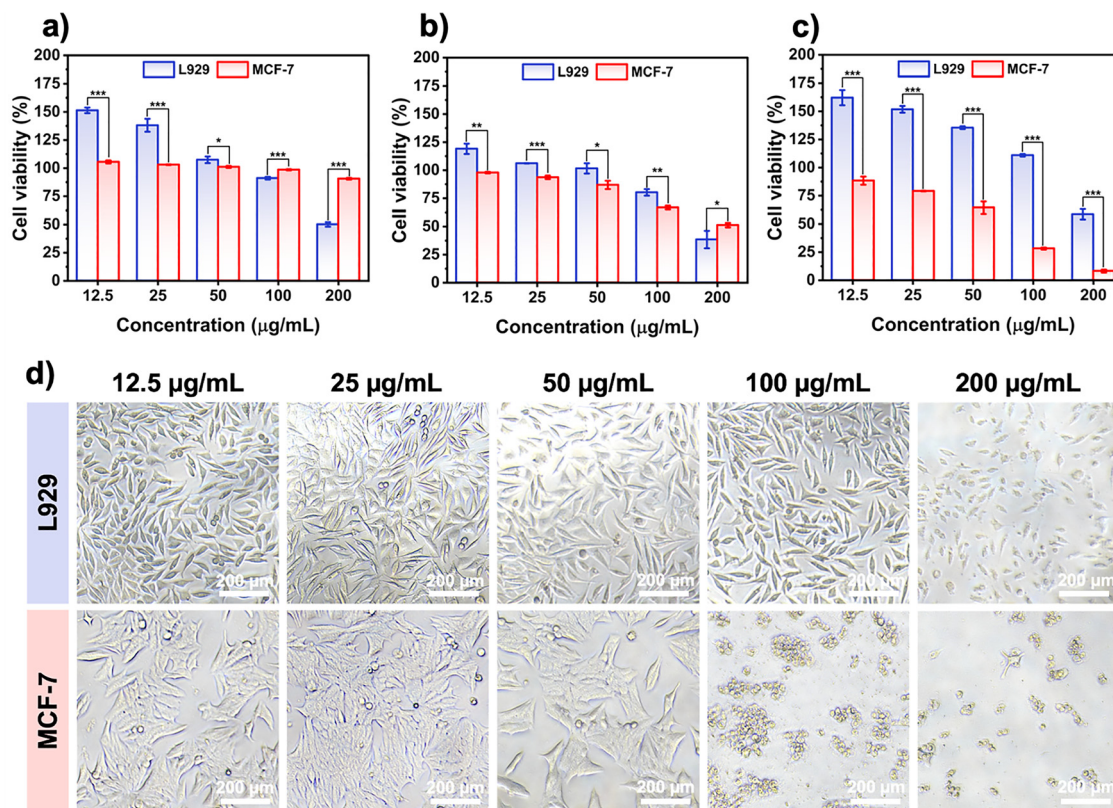 a)
200
175
150
125
100
75
50
25
0
Cell viability (%)
L929 MCF-7
*** *** * *** ***
12.5 25 50 100 200
Concentration (µg/mL)
b)
200
175
150
125
100
75
50
25
0
Cell viability (%)
L929 MCF-7
** *** * ** *
12.5 25 50 100 200
Concentration (µg/mL)
c)
200
175
150
125
100
75
50
25
0
Cell viability (%)
L929 MCF-7
*** *** *** *** ***
12.5 25 50 100 200
Concentration (µg/mL)
d) 12.5 µg/mL 25 µg/mL 50 µg/mL 100 µg/mL 200 µg/mL
L929
200 µm 200 µm 200 µm 200 µm 200 µm
MCF-7
200 µm 200 µm 200 µm 200 µm 200 µm